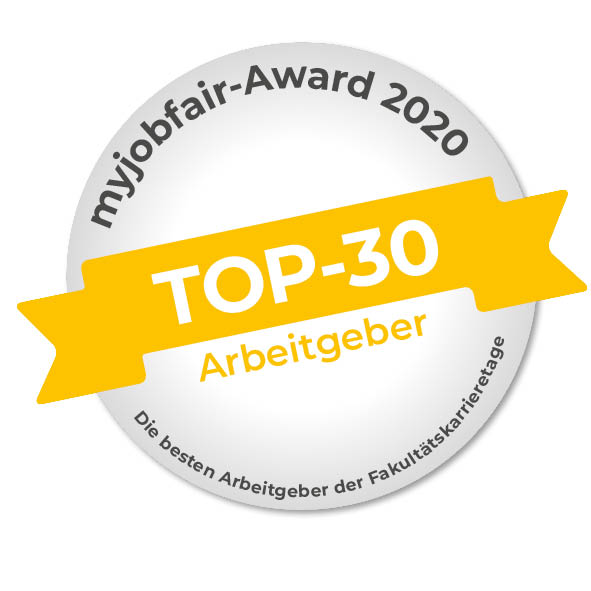 myjobfair-Award 2020
TOP-30
Arbeitgeber
Die besten Arbeitgeber der Fakultätskarrieretage